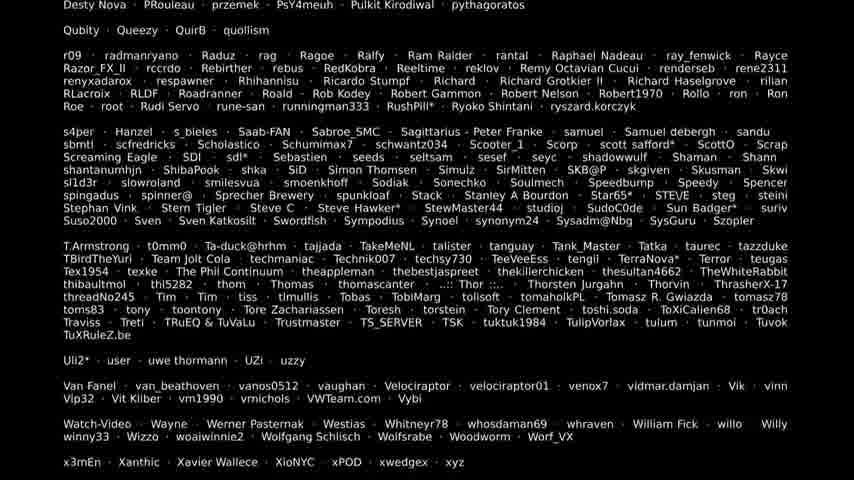 Desty Nova · PRouleau · przemek · PsY4meuh · Pulkit Kirodiwal · pythagoratos
Qubity · Queezy · QuirB · quollism
r09 · radmanryano · Raduz · rag · Ragoe · Ralfy · Ram Raider · rantal · Raphael Nadeau · ray_fenwick · Rayce
Razor_FX_II · rccrdo · Rebirther · rebus · RedKobra · Reeltime · reklov · Remy Octavian Cucui · renderseb · rene2311
renyxadarox · respawner · Rhihannisu · Ricardo Stumpf · Richard · Richard Grotkier II · Richard Haselgrove · rilian
RLacroix · RLDF · Roadranner · Roald · Rob Kodey · Robert Gammon · Robert Nelson · Robert1970 · Rollo · ron · Ron
Roe · root · Rudi Servo · rune-san · runningman333 · RushPill* · Ryoko Shintani · ryszard.korczyk
s4per · Hanzel · s_bieles · Saab-FAN · Sabroe_SMC · Sagittarius - Peter Franke · samuel · Samuel debergh · sandu
sbmtl · scfredricks · Scholastico · Schumimax7 · schwantz034 · Scooter_1 · Scorp · scott safford* · ScottO · Scrap
Screaming Eagle · SDI · sdl* · Sebastien · seeds · seltsam · sesef · seyc · shadowwulf · Shaman · Shann
shantanumhjn · ShibaPook · shka · SiD · Simon Thomsen · Simulz · SirMitten · SKB@P · skgiven · Skusman · Skwi
sl1d3r · slowroland · smilesvua · smoenkhoff · Sodiak · Sonechko · Soulmech · Speedbump · Speedy · Spencer
spingadus · spinner@ · Sprecher Brewery · spunkloaf · Stack · Stanley A Bourdon · Star65* · STE\/E · steg · steini
Stephan Vink · Stern Tigler · Steve C · Steve Hawker* · StewMaster44 · studioj · SudoC0de · Sun Badger* · suriv
Suso2000 · Sven · Sven Katkosilt · Swordfish · Sympodius · Synoel · synonym24 · Sysadm@Nbg · SysGuru · Szopler
T.Armstrong · t0mm0 · Ta-duck@hrhm · tajjada · TakeMeNL · talister · tanguay · Tank_Master · Tatka · taurec · tazzduke
TBirdTheYuri · Team Jolt Cola · techmaniac · Technik007 · techsy730 · TeeVeeEss · tengil · TerraNova* · Terror · teugas
Tex1954 · texke · The Phil Continuum · theappleman · thebestjaspreet · thekillerchicken · thesultan4662 · TheWhiteRabbit
thibaultmol · thi5282 · thom · Thomas · thomascanter · ..:: Thor ::.. · Thorsten Jurgahn · Thorvin · ThrasherX-17
threadNo245 · Tim · Tim · tiss · tlmullis · Tobas · TobiMarg · tolisoft · tomaholkPL · Tomasz R. Gwiazda · tomasz78
toms83 · tony · toontony · Tore Zachariassen · Toresh · torstein · Tory Clement · toshi.soda · ToXiCalien68 · tr0ach
Traviss · Treti · TRuEQ & TuVaLu · Trustmaster · TS_SERVER · TSK · tuktuk1984 · TulipVorlax · tulum · tunmoi · Tuvok
TuXRuleZ.be
Uli2* · user · uwe thormann · UZi · uzzy
Van Fanel · van_beathoven · vanos0512 · vaughan · Velociraptor · velociraptor01 · venox7 · vidmar.damjan · Vik · vinn
Vip32 · Vit Kliber · vm1990 · vmichols · VWTeam.com · Vybi
Watch-Video · Wayne · Werner Pasternak · Westias · Whitneyr78 · whosdaman69 · whraven · William Fick · willo · Willy
winny33 · Wizzo · woaiwinnie2 · Wolfgang Schlisch · Wolfsrabe · Woodworm · Worf_VX
x3mEn · Xanthic · Xavier Wallece · XioNYC · xPOD · xwedgex · xyz